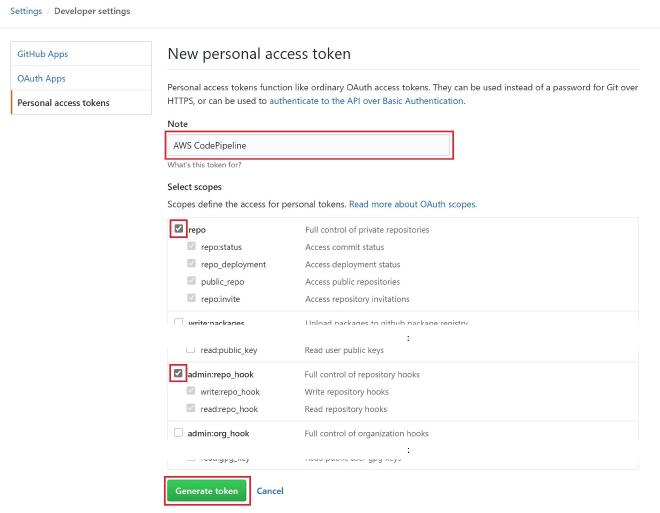 Settings / Developer settings
GitHub Apps
OAuth Apps
Personal access tokens
New personal access token
Personal access tokens function like ordinary OAuth access tokens. They can be used instead of a password for Git over
HTTPS, or can be used to authenticate to the API over Basic Authentication.
Note
AWS CodePipeline
What's this token for?
Select scopes
Scopes define the access for personal tokens. Read more about OAuth scopes.
repo Full control of private repositories
repo:status Access commit status
repo_deployment Access deployment status
public_repo Access public repositories
repo:invite Access repository invitations
write:packages Upload packages to github package registry
:
read:public_key Read user public keys
admin:repo_hook Full control of repository hooks
write:repo_hook Write repository hooks
read:repo_hook Read repository hooks
admin:org_hook Full control of organization hooks
:
read:gpg_key Read public user gpg keys
Generate token Cancel